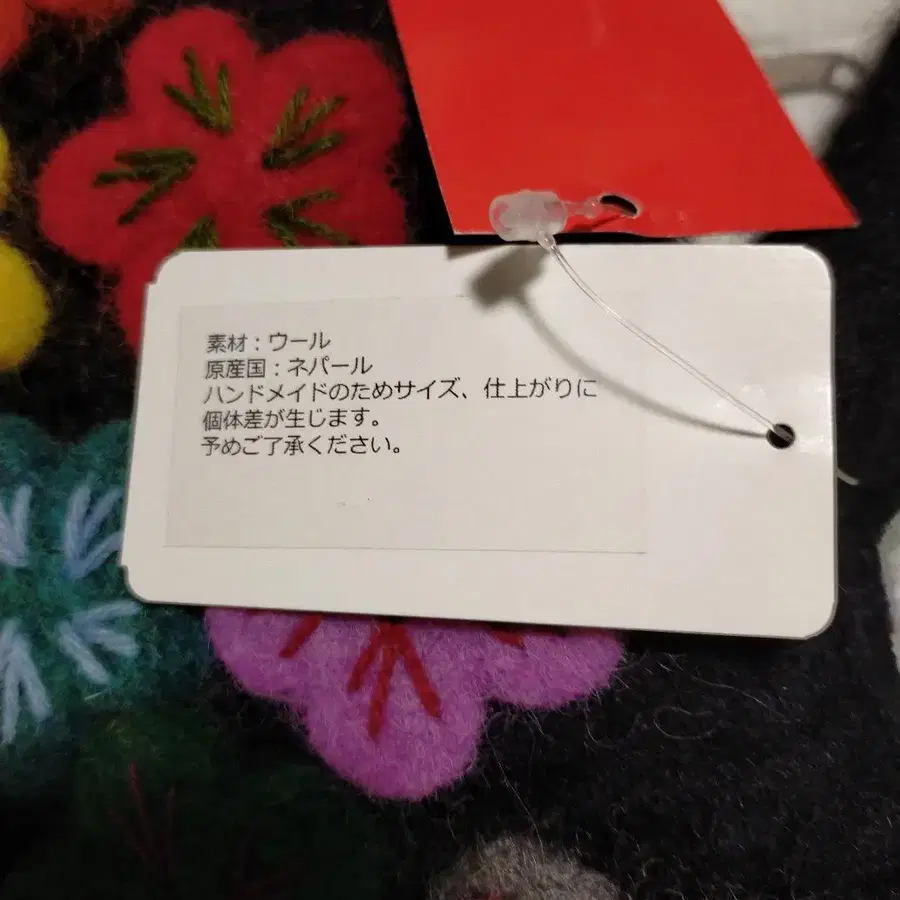 素材：ウール
原産国：ネパール
ハンドメイドのためサイズ、仕上がりに
個体差が生じます。
予めご了承ください。